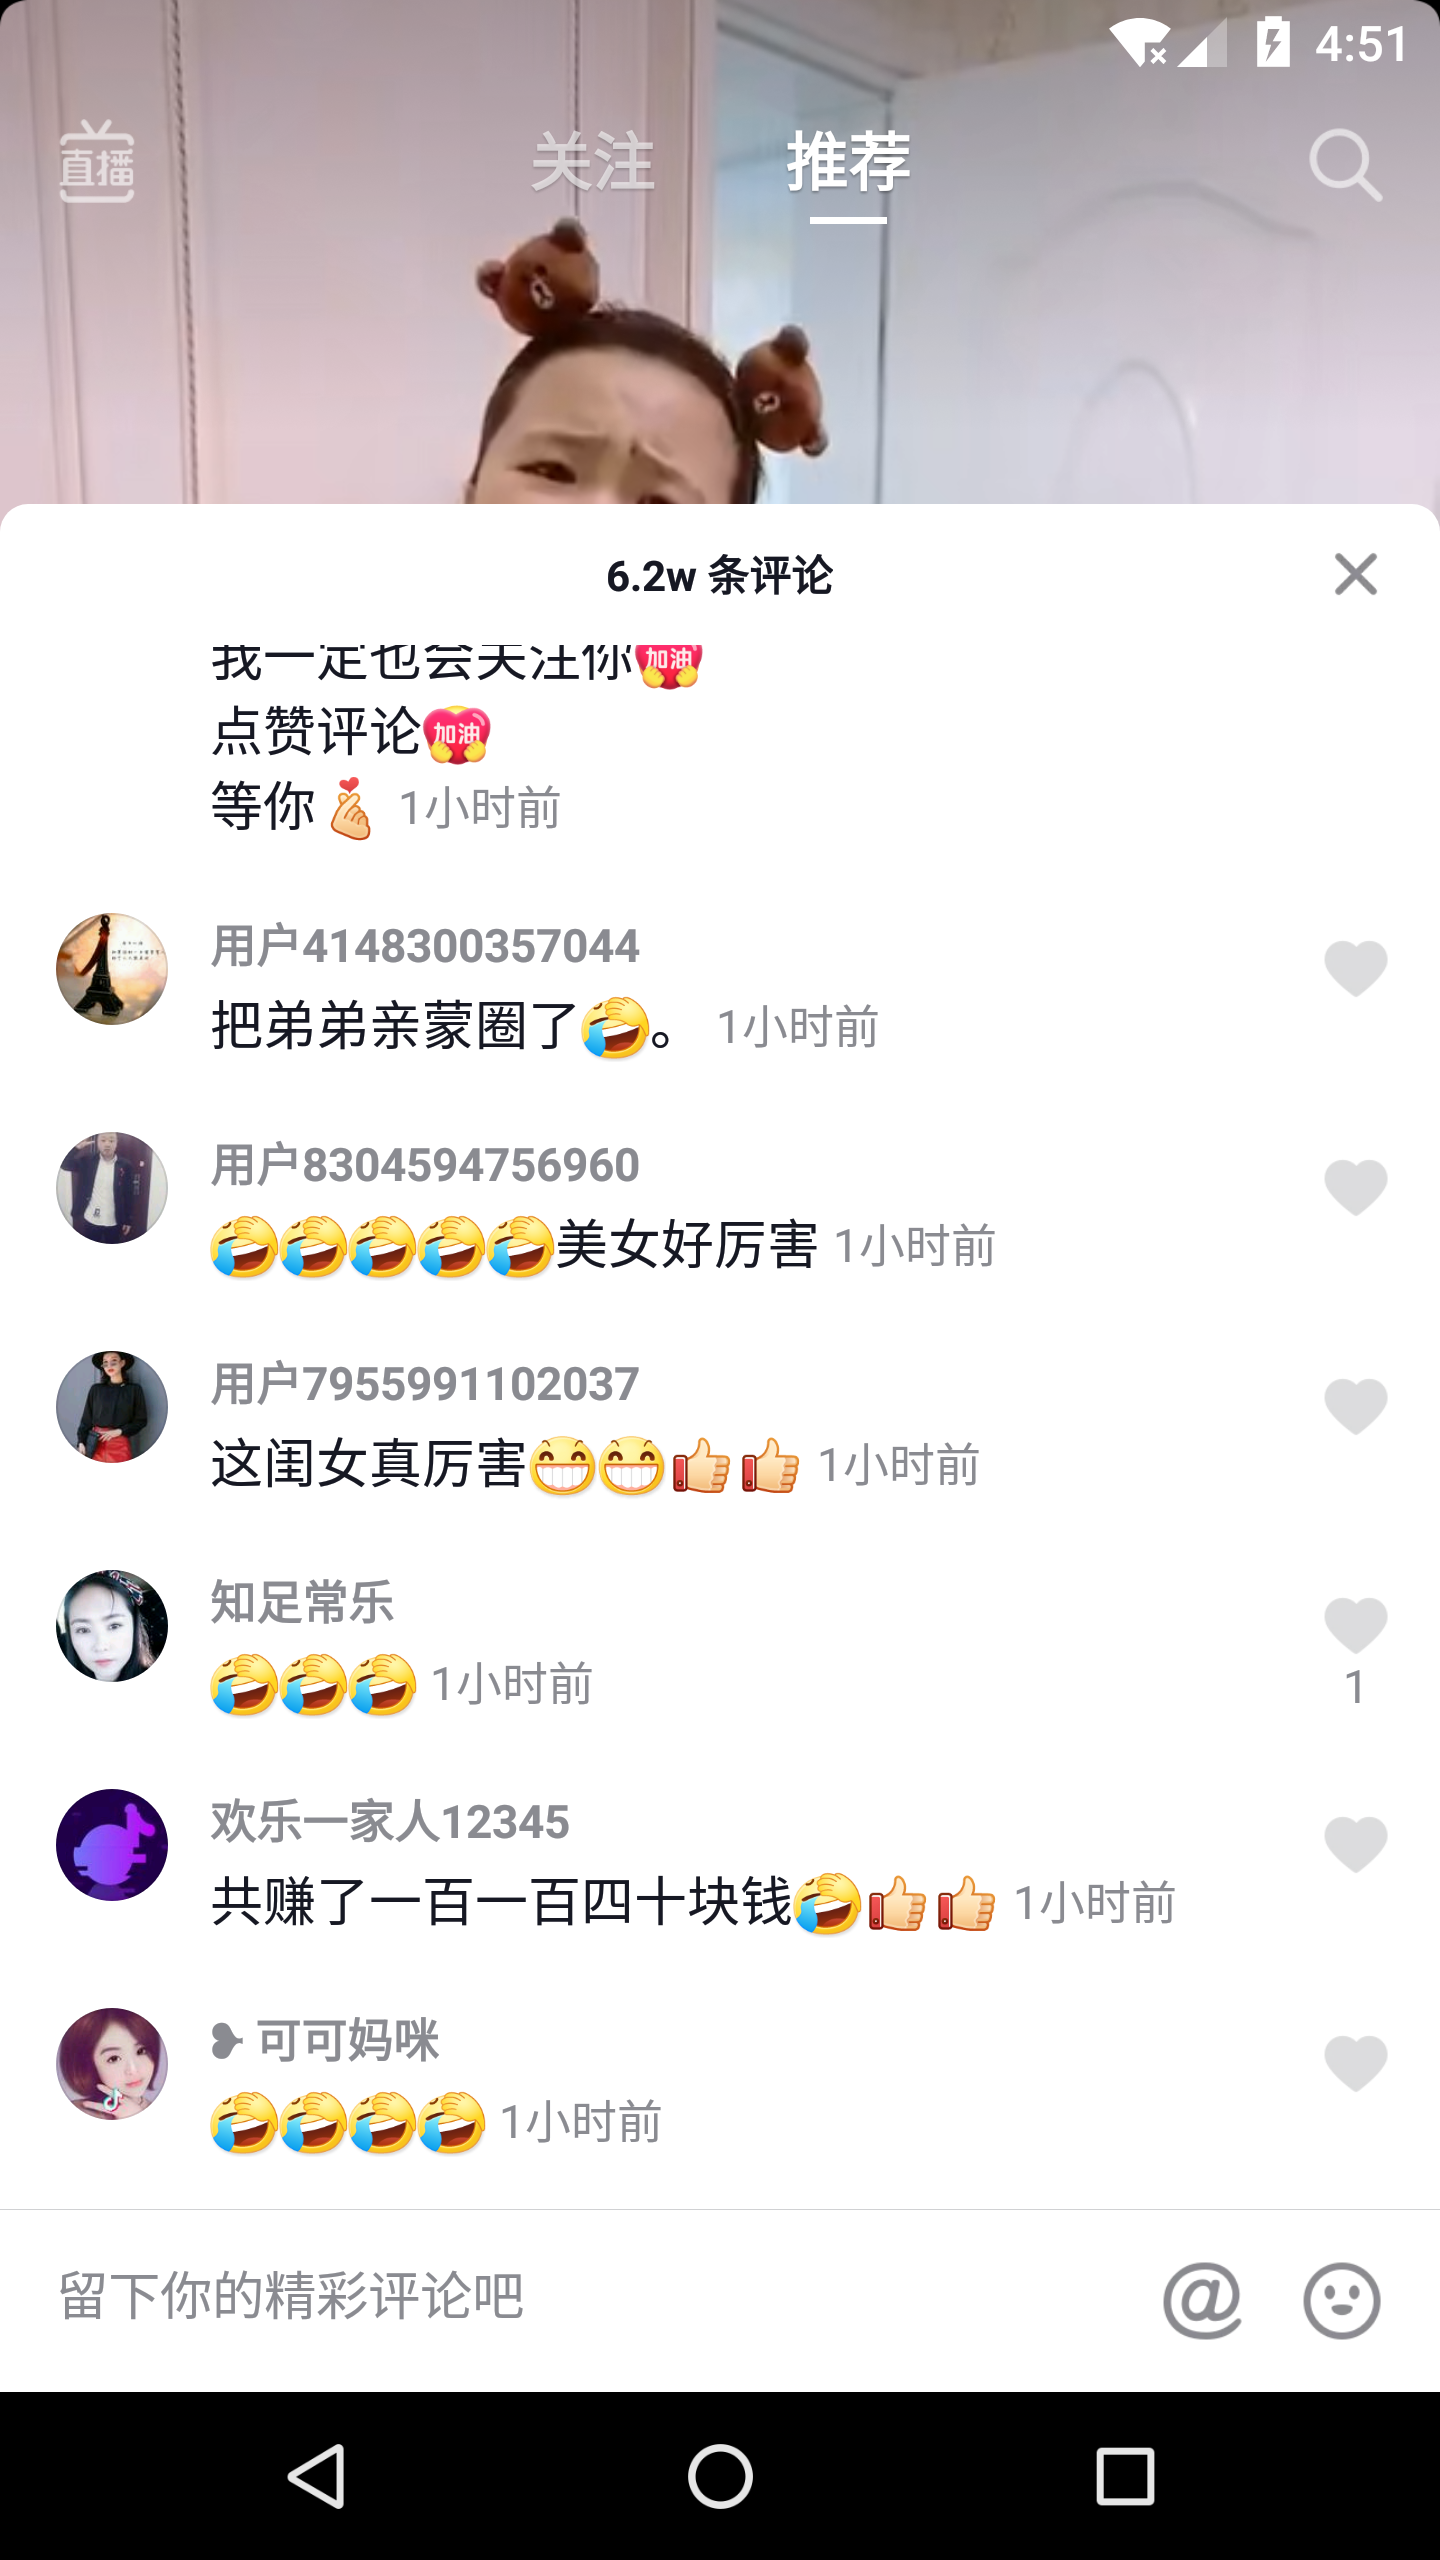 4:51
直播
关注
推荐
6.2w 条评论
我一定也会关注你加油
点赞评论加油
等你 1小时前
用户4148300357044
把弟弟亲蒙圈了🤣。 1小时前
用户8304594756960
🤣🤣🤣🤣🤣美女好厉害 1小时前
用户7955991102037
这闺女真厉害😁😁👍👍 1小时前
知足常乐
🤣🤣🤣 1小时前
1
欢乐一家人12345
共赚了一百一百四十块钱🤣👍👍 1小时前
❥ 可可妈咪
🤣🤣🤣🤣 1小时前
留下你的精彩评论吧
@